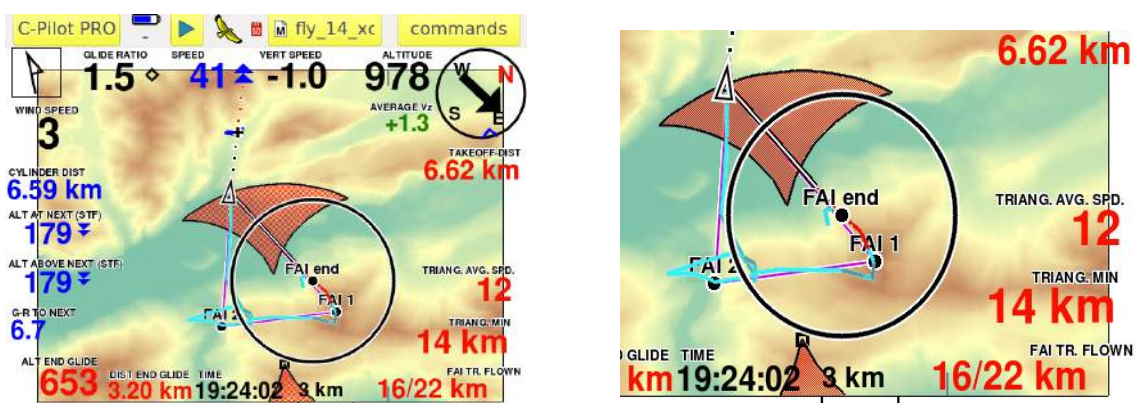 C-Pilot PRO
-
SD
M fly_14_xc
commands
GLIDE RATIO SPEED VERT SPEED ALTITUDE
1.5 41 -1.0 978
W N
S E
WIND SPEED
3
AVERAGE Vz
+1.3
TAKEOFF-DIST
6.62 km
CYLINDER DIST
6.59 km
ALT AT NEXT (STF)
179
ALT ABOVE NEXT (STF)
179
G-R TO NEXT
6.7
FAI end
FAI 1
FAI 2
TRIANG. AVG. SPD.
12
TRIANG. MIN
14 km
FAI TR. FLOWN
16/22 km
ALT END GLIDE
653
DIST END GLIDE TIME
3.20 km 19:24:02 3 km
6.62 km
FAI end
FAI 1
FAI 2
TRIANG. AVG. SPD.
12
TRIANG. MIN
14 km
GLIDE TIME
km 19:24:02 3 km
FAI TR. FLOWN
16/22 km